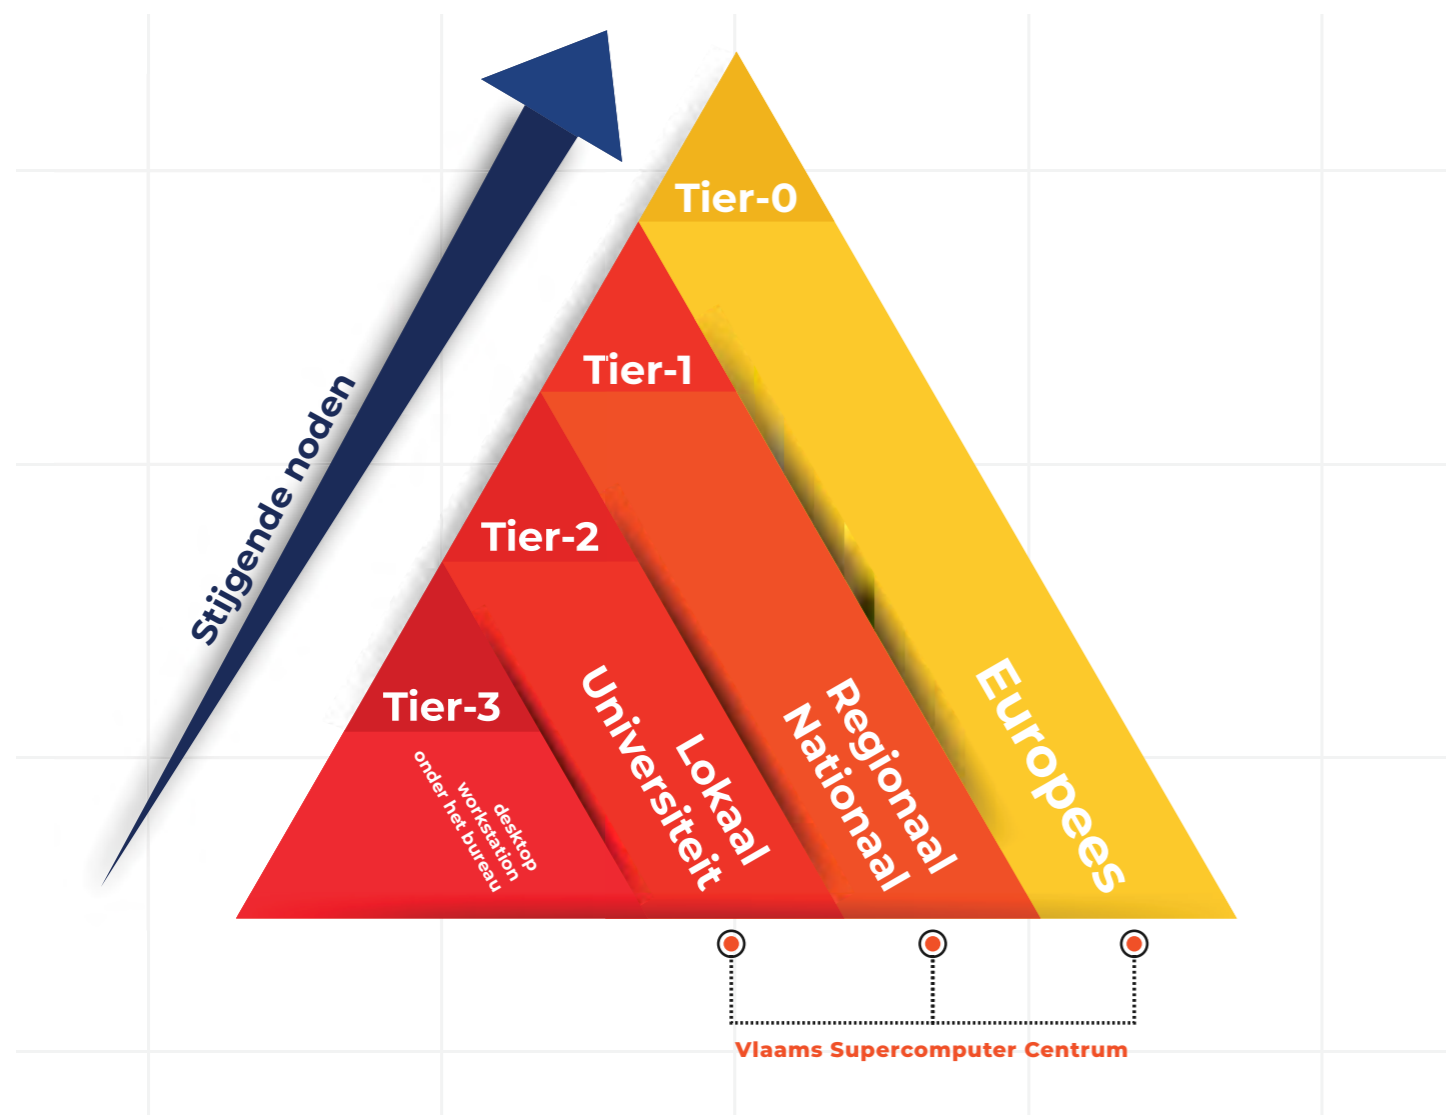 Tier-0
Tier-1
Tier-2
Tier-3
Stijgende noden
desktop
workstation
onder het bureau
Lokaal
Universiteit
Regionaal
Nationaal
Europees
Vlaams Supercomputer Centrum